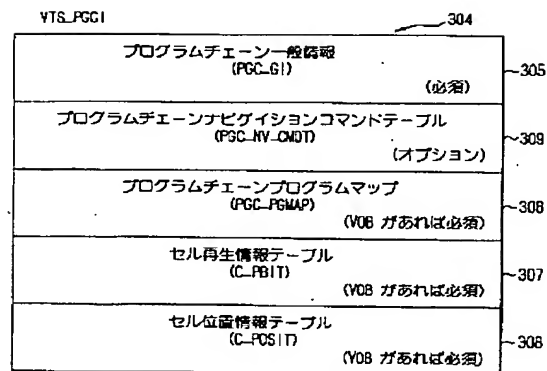 VTS_PGCI
304
プログラムチェーン一般情報
(PGC_GI)
(必須)
305
プログラムチェーンナビゲイションコマンドテーブル
(PGC_NV_CMDT)
(オプション)
309
プログラムチェーンプログラムマップ
(PGC_PGMAP)
(VOB があれば必須)
308
セル再生情報テーブル
(C_PBIT)
(VOB があれば必須)
307
セル位置情報テーブル
(C_POSIT)
(VOB があれば必須)
308